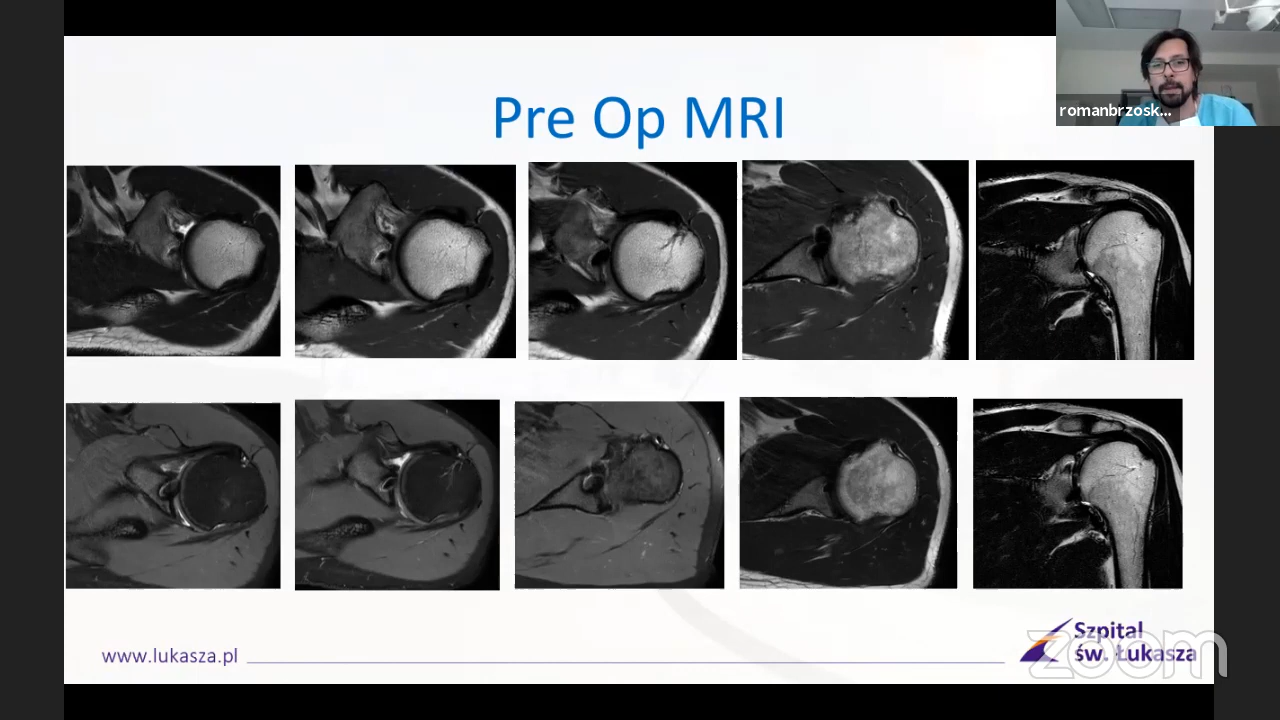 romanbrzosk...
Pre Op MRI
www.lukasza.pl
Szpital
św. Łukasza
zoom